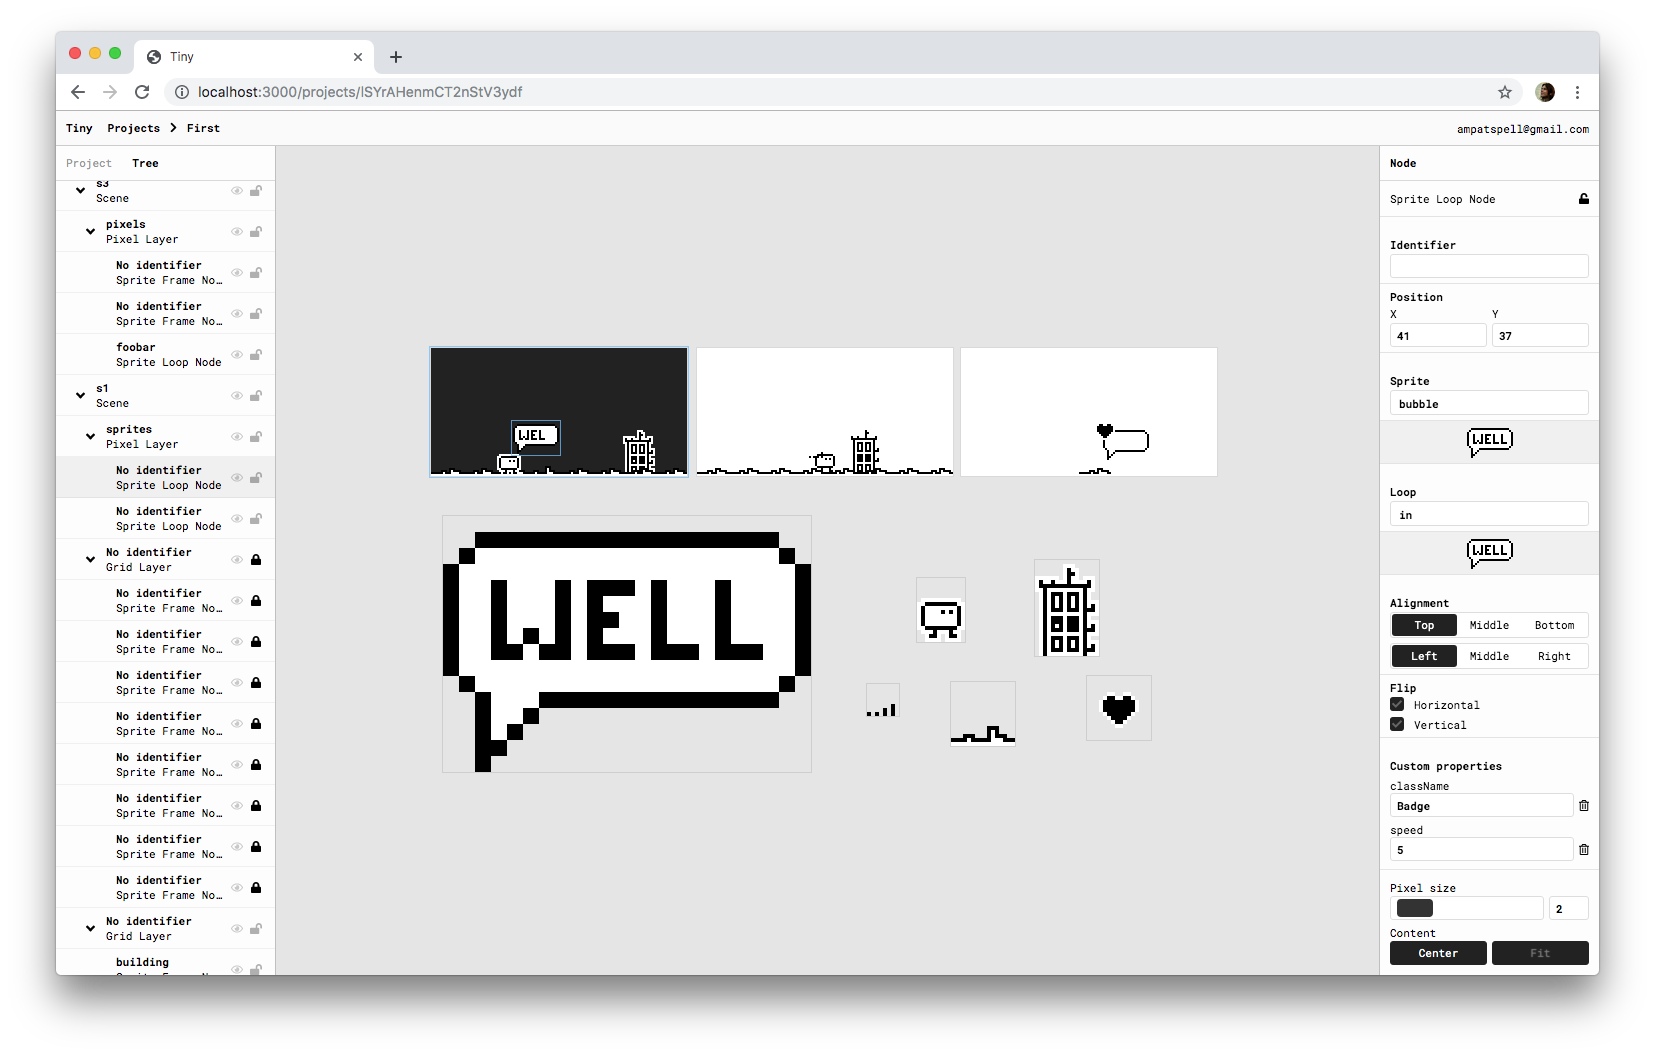 Tiny
localhost:3000/projects/lSYrAHenmCT2nStV3ydf
Tiny Projects First
ampatspell@gmail.com
Project Tree
s3
Scene
pixels
Pixel Layer
No identifier
Sprite Frame No…
No identifier
Sprite Frame No…
foobar
Sprite Loop Node
s1
Scene
sprites
Pixel Layer
No identifier
Sprite Loop Node
No identifier
Sprite Loop Node
No identifier
Grid Layer
No identifier
Sprite Frame No…
No identifier
Sprite Frame No…
No identifier
Sprite Frame No…
No identifier
Sprite Frame No…
No identifier
Sprite Frame No…
No identifier
Sprite Frame No…
No identifier
Sprite Frame No…
No identifier
Sprite Frame No…
No identifier
Grid Layer
building
WEL
WELL
Node
Sprite Loop Node
Identifier
Position
X Y
41 37
Sprite
bubble
WELL
Loop
in
WELL
Alignment
Top Middle Bottom
Left Middle Right
Flip
Horizontal
Vertical
Custom properties
className
Badge
speed
5
Pixel size
2
Content
Center Fit